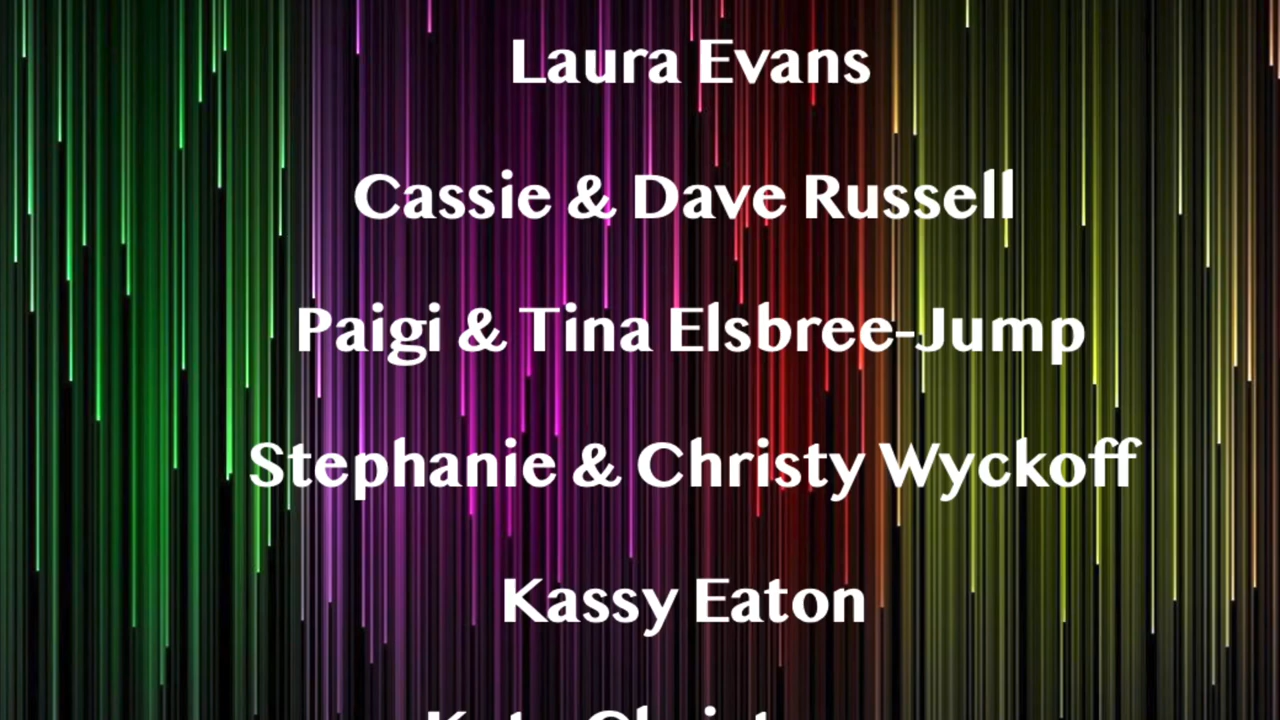 Laura Evans
Cassie & Dave Russell
Paigi & Tina Elsbree-Jump
Stephanie & Christy Wyckoff
Kassy Eaton